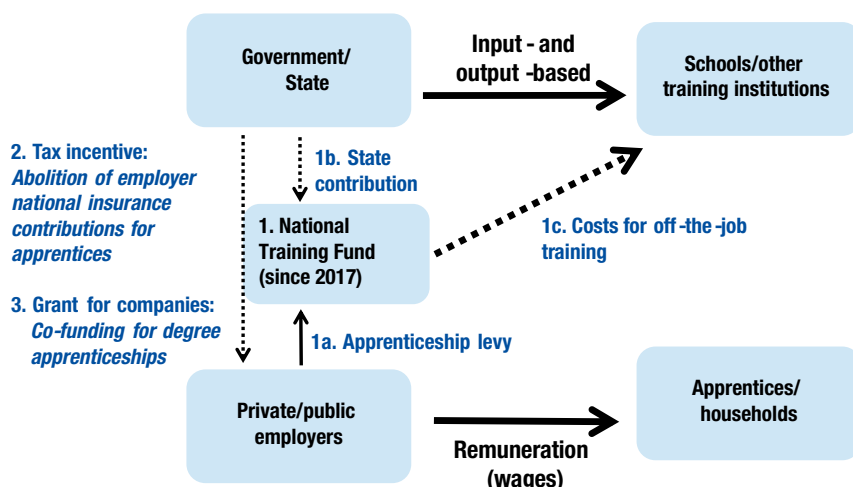 Government/
State
Input - and
output -based
Schools/other
training institutions
2. Tax incentive:
Abolition of employer
national insurance
contributions for
apprentices
1b. State
contribution
1. National
Training Fund
(since 2017)
1c. Costs for off -the -job
training
3. Grant for companies:
Co-funding for degree
apprenticeships
1a. Apprenticeship levy
Private/public
employers
Remuneration
(wages)
Apprentices/
households